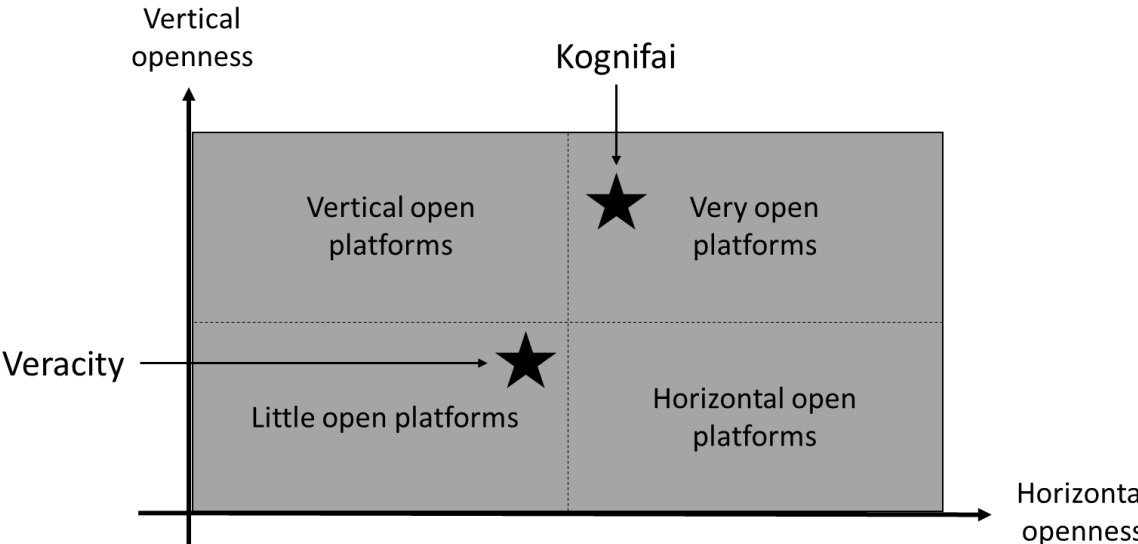 Vertical
openness
Kognifai
Vertical open
platforms
Very open
platforms
Veracity
Little open platforms
Horizontal open
platforms
Horizonta
openness